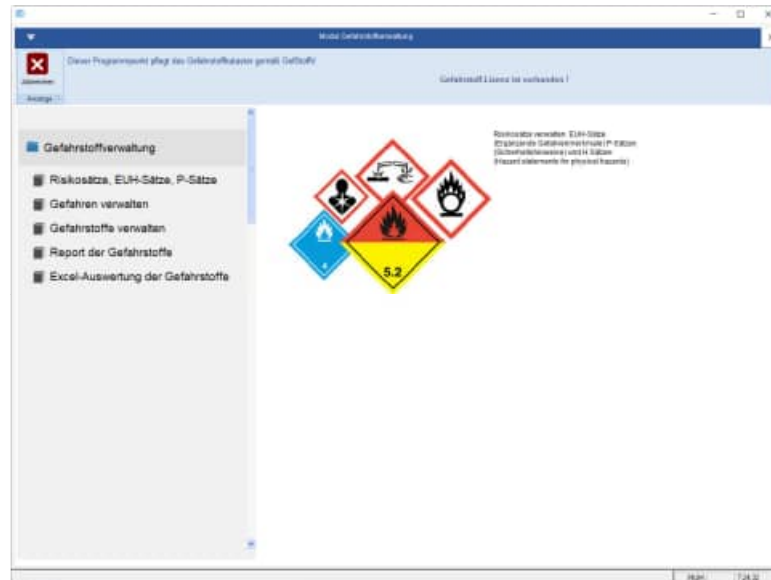 Modul Gefahrstoffverwaltung
Dieser Programmpunkt pflegt das Gefahrstoffkataster gemäß GefStoffV
Gefahrstoff Lizenz ist vorhanden !
Abbrechen
Anzeige
Gefahrstoffverwaltung
Risikosätze, EUH-Sätze, P-Sätze
Gefahren verwalten
Gefahrstoffe verwalten
Report der Gefahrstoffe
Excel-Auswertung der Gefahrstoffe
Risikosätze verwalten EUH-Sätze
(Ergänzende Gefahrenmerkmale) P-Sätzen
(Sicherheitshinweise) und H Sätzen
(Hazard statements for physical hazards)
4
5.2